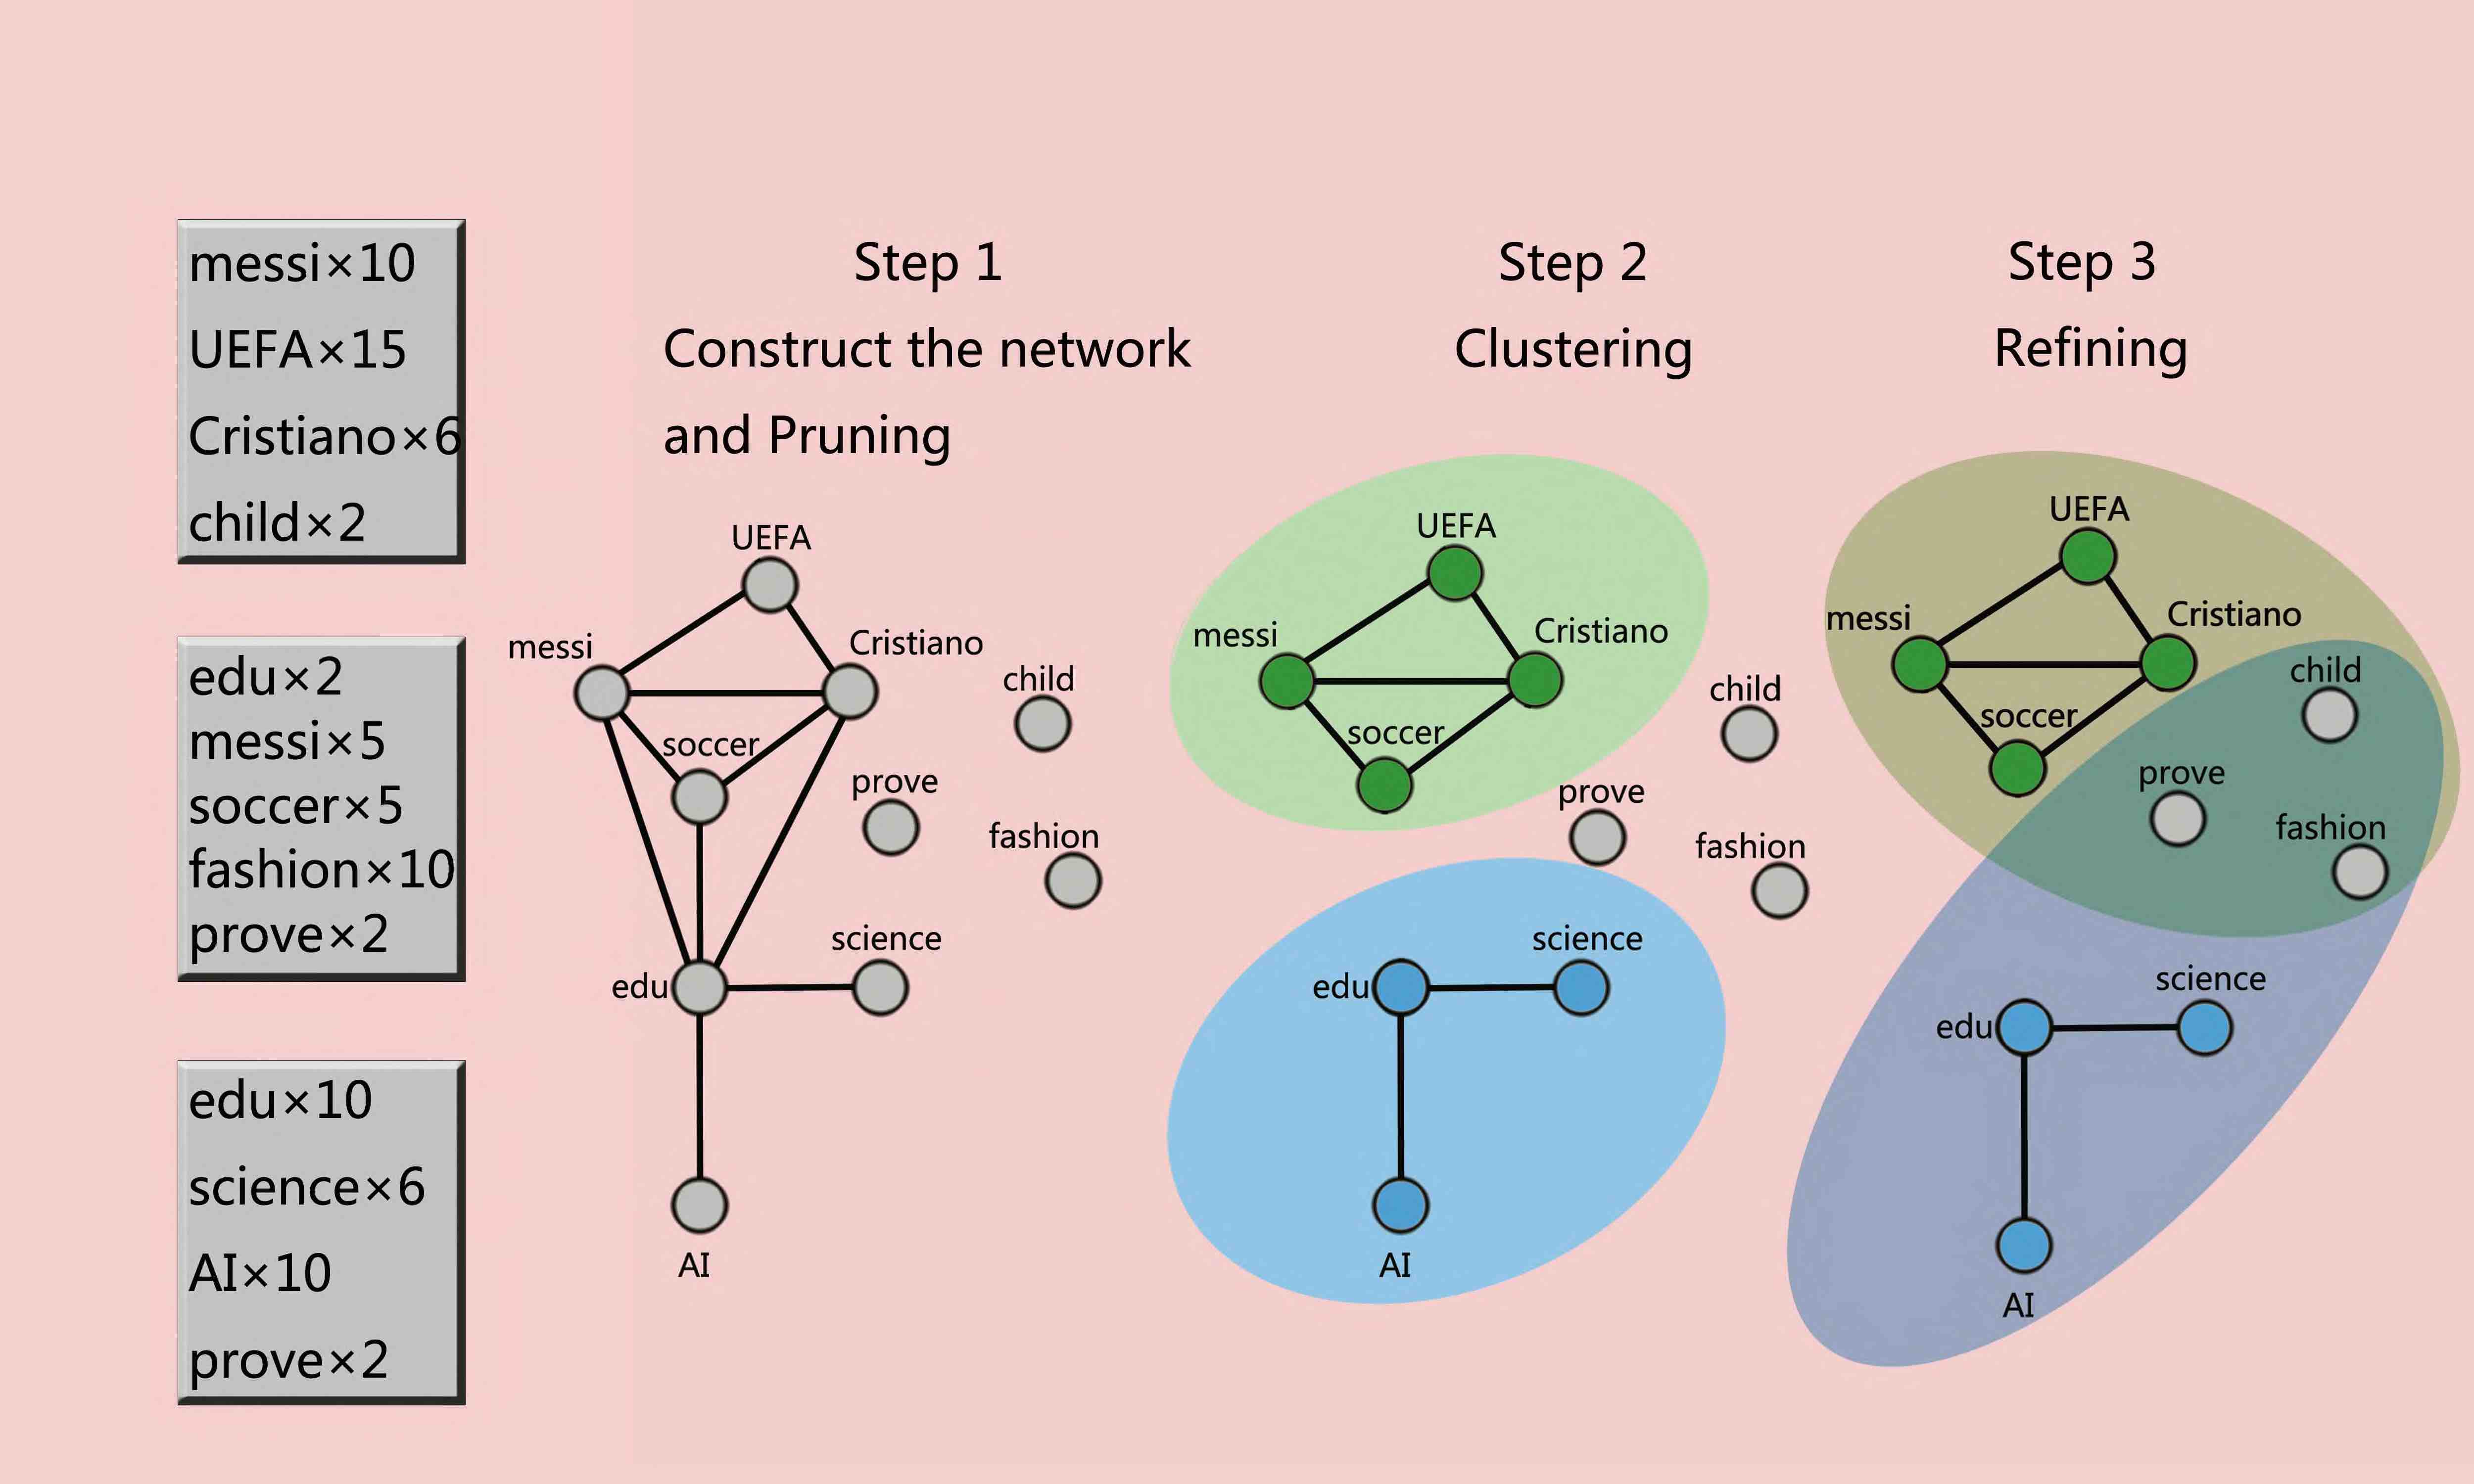 messi×10
UEFA×15
Cristiano×6
child×2
edu×2
messi×5
soccer×5
fashion×10
prove×2
edu×10
science×6
AI×10
prove×2
Step 1
Construct the network
and Pruning
UEFA
messi
Cristiano
child
soccer
prove
fashion
science
edu
AI
Step 2
Clustering
UEFA
messi
Cristiano
child
soccer
prove
fashion
science
edu
AI
Step 3
Refining
UEFA
messi
Cristiano
child
soccer
prove
fashion
science
edu
AI